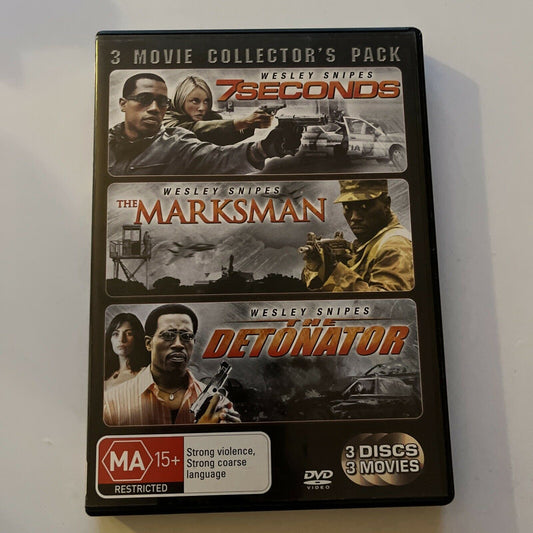 3 MOVIE COLLECTOR'S PACK
WESLEY SNIPES
7SECONDS
WESLEY SNIPES
THE MARKSMAN
WESLEY SNIPES
THE
DETONATOR
MA 15+
RESTRICTED
Strong violence,
Strong coarse
language
DVD
VIDEO
3 DISCS
3 MOVIES